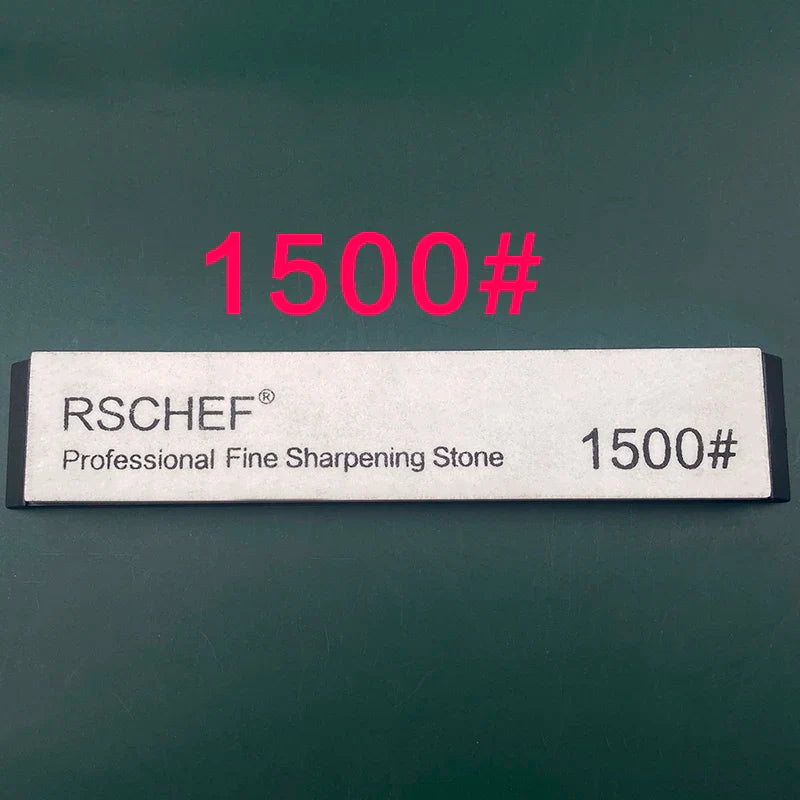 1500#
RSCHEF®
Professional Fine Sharpening Stone
1500#